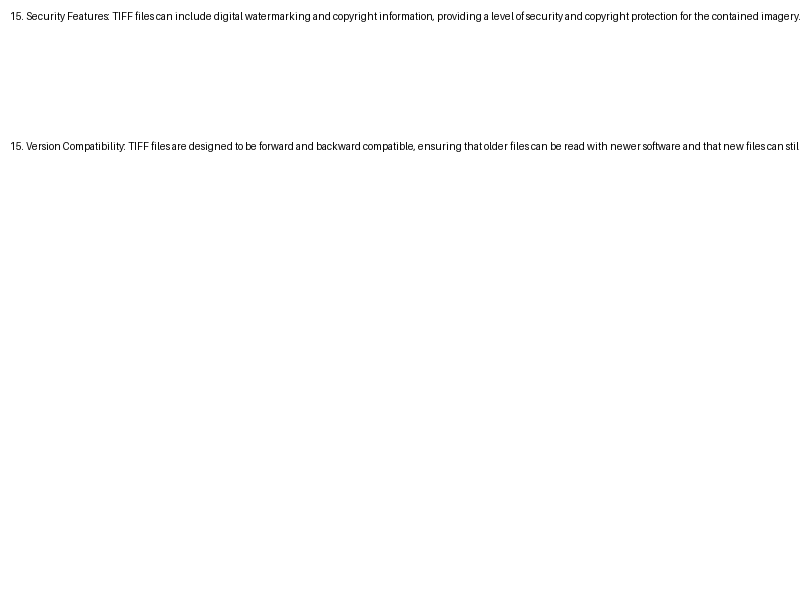 15. Security Features: TIFF files can include digital watermarking and copyright information, providing a level of security and copyright protection for the contained imagery.
15. Version Compatibility: TIFF files are designed to be forward and backward compatible, ensuring that older files can be read with newer software and that new files can stil